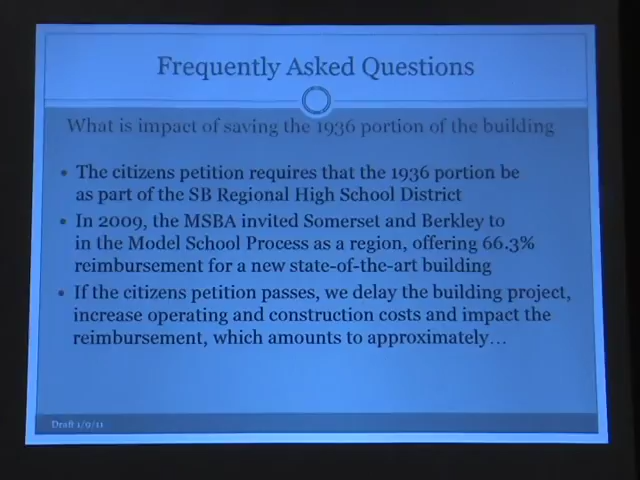 Frequently Asked Questions
What is impact of saving the 1936 portion of the building
• The citizens petition requires that the 1936 portion be
as part of the SB Regional High School District
• In 2009, the MSBA invited Somerset and Berkley to
in the Model School Process as a region, offering 66.3%
reimbursement for a new state-of-the-art building
• If the citizens petition passes, we delay the building project,
increase operating and construction costs and impact the
reimbursement, which amounts to approximately…
Draft 1/9/11